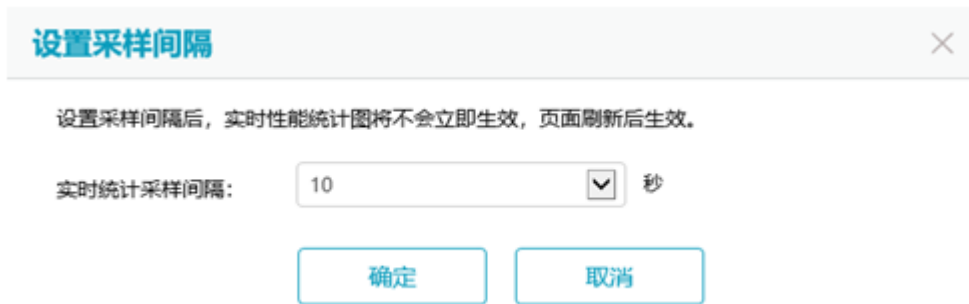 设置采样间隔
设置采样间隔后，实时性能统计图将不会立即生效，页面刷新后生效。
实时统计采样间隔： 10 秒
确定 取消